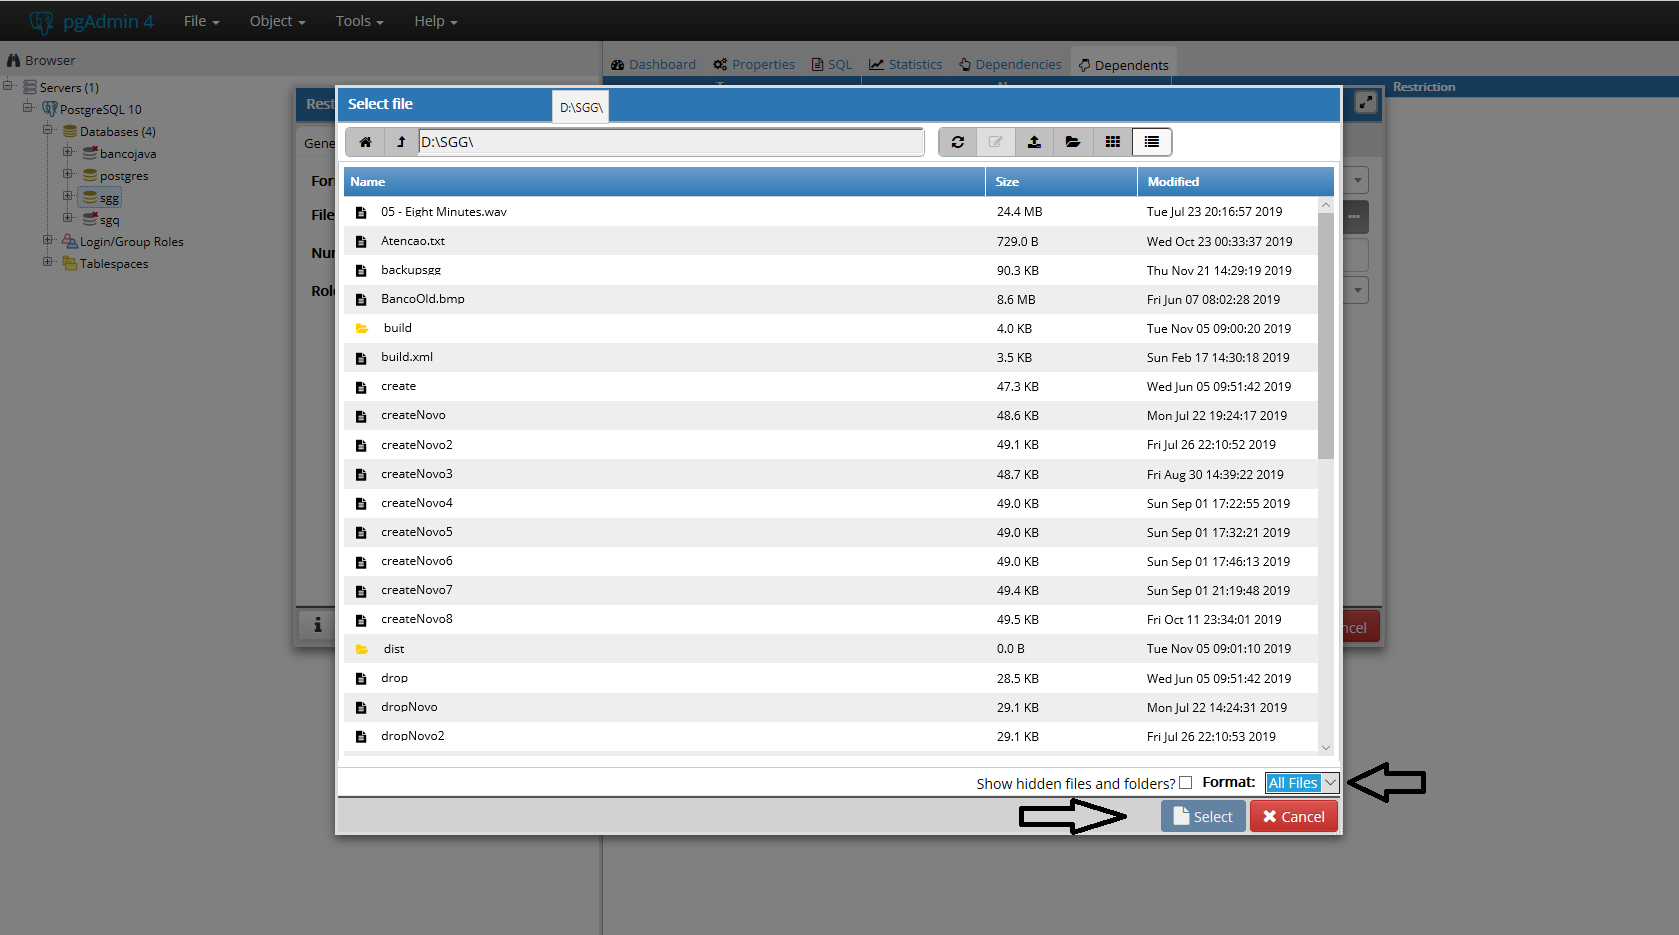 pgAdmin 4 File Object Tools Help
Browser
Dashboard Properties SQL Statistics Dependencies Dependents
Servers (1)
PostgreSQL 10
Databases (4)
bancojava
postgres
sgg
sgq
Login/Group Roles
Tablespaces
Restriction
Rest
Gene
For
File
Num
Role
ncel
Select file
D:\SGG\
D:\SGG\
Name Size Modified
05 - Eight Minutes.wav 24.4 MB Tue Jul 23 20:16:57 2019
Atencao.txt 729.0 B Wed Oct 23 00:33:37 2019
backupsgg 90.3 KB Thu Nov 21 14:29:19 2019
BancoOld.bmp 8.6 MB Fri Jun 07 08:02:28 2019
build 4.0 KB Tue Nov 05 09:00:20 2019
build.xml 3.5 KB Sun Feb 17 14:30:18 2019
create 47.3 KB Wed Jun 05 09:51:42 2019
createNovo 48.6 KB Mon Jul 22 19:24:17 2019
createNovo2 49.1 KB Fri Jul 26 22:10:52 2019
createNovo3 48.7 KB Fri Aug 30 14:39:22 2019
createNovo4 49.0 KB Sun Sep 01 17:22:55 2019
createNovo5 49.0 KB Sun Sep 01 17:32:21 2019
createNovo6 49.0 KB Sun Sep 01 17:46:13 2019
createNovo7 49.4 KB Sun Sep 01 21:19:48 2019
createNovo8 49.5 KB Fri Oct 11 23:34:01 2019
dist 0.0 B Tue Nov 05 09:01:10 2019
drop 28.5 KB Wed Jun 05 09:51:42 2019
dropNovo 29.1 KB Mon Jul 22 14:24:31 2019
dropNovo2 29.1 KB Fri Jul 26 22:10:53 2019
Show hidden files and folders? Format: All Files
Select Cancel